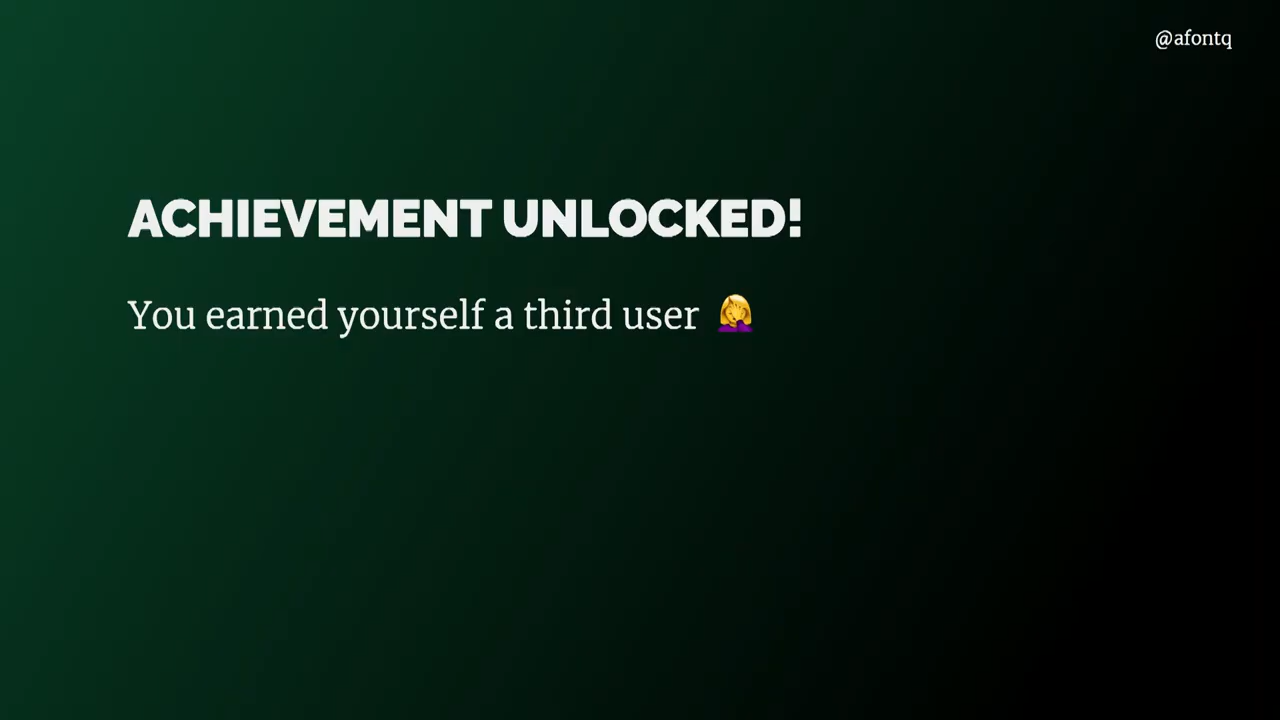 @afontq
ACHIEVEMENT UNLOCKED!
You earned yourself a third user 🤦‍♀️